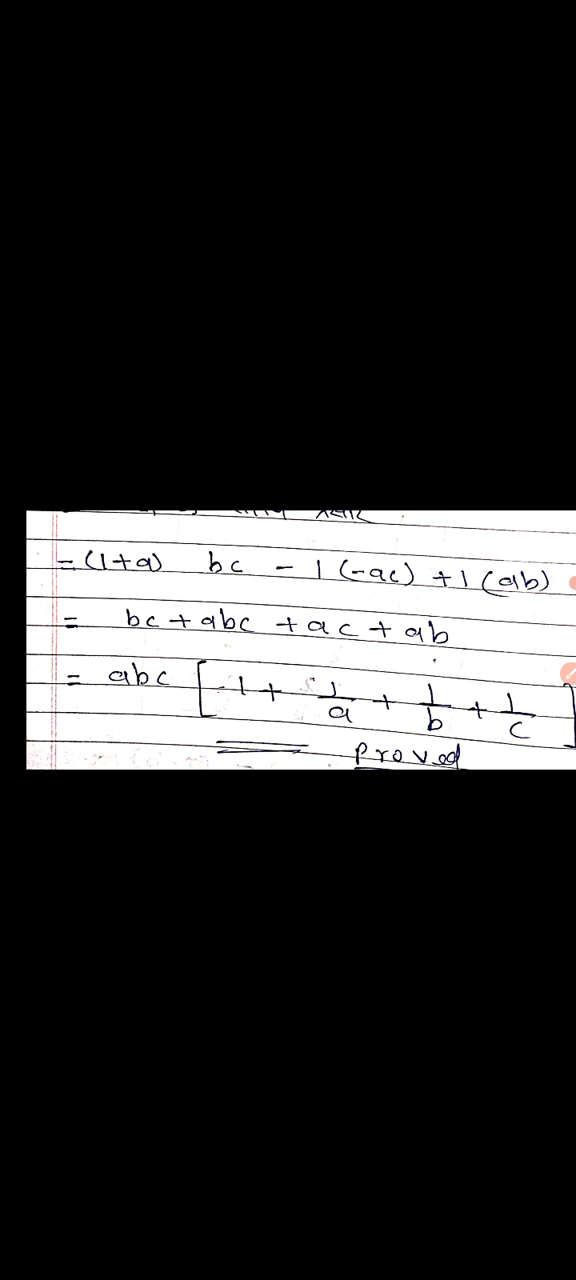 = (1+a) bc - 1 (-ac) +1 (ab)
= bc + abc + ac + ab
= abc [ 1 + 1/a + 1/b + 1/c ]
Proved